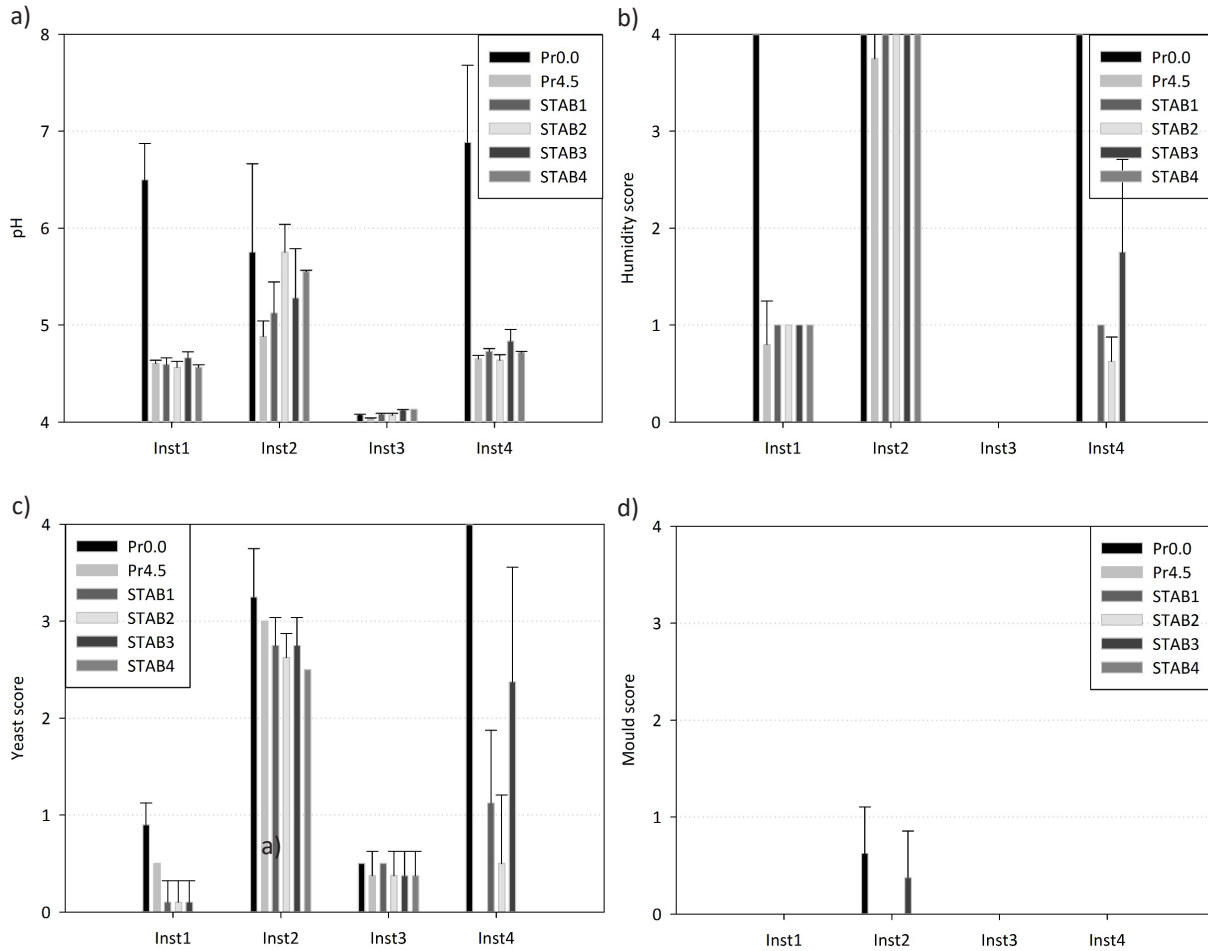 a)
8
7
6
5
4
pH
Inst1 Inst2 Inst3 Inst4
Pr0.0
Pr4.5
STAB1
STAB2
STAB3
STAB4
b)
4
3
2
1
0
Humidity score
Inst1 Inst2 Inst3 Inst4
Pr0.0
Pr4.5
STAB1
STAB2
STAB3
STAB4
c)
4
3
2
1
0
Yeast score
Inst1 Inst2 Inst3 Inst4
Pr0.0
Pr4.5
STAB1
STAB2
STAB3
STAB4
a)
d)
4
3
2
1
0
Mould score
Inst1 Inst2 Inst3 Inst4
Pr0.0
Pr4.5
STAB1
STAB2
STAB3
STAB4